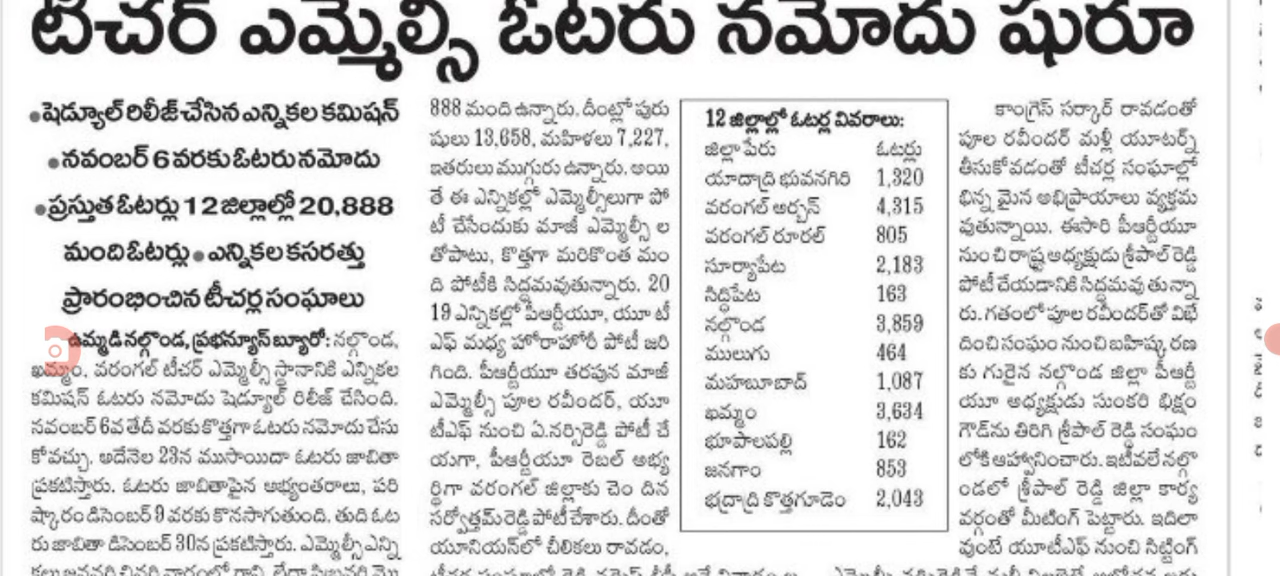 టీచర్ ఎమ్మెల్సీ ఓటరు నమోదు షురూ
●షెడ్యూల్ రిలీజ్ చేసిన ఎన్నికల కమిషన్
●నవంబర్ 6 వరకు ఓటరు నమోదు
●ప్రస్తుత ఓటర్లు 12 జిల్లాల్లో 20,888
మంది ఓటర్లు ●ఎన్నికల కసరత్తు
ప్రారంభించిన టీచర్ల సంఘాలు
ఉమ్మడి నల్గొండ, ప్రభన్యూస్ బ్యూరో: నల్గొండ,
ఖమ్మం, వరంగల్ టీచర్ ఎమ్మెల్సీ స్థానానికి ఎన్నికల
కమిషన్ ఓటరు నమోదు షెడ్యూల్ రిలీజ్ చేసింది.
నవంబర్ 6వ తేదీ వరకు కొత్తగా ఓటరు నమోదు చేసు
కోవచ్చు. అదేనెల 23న ముసాయిదా ఓటరు జాబితా
ప్రకటిస్తారు. ఓటరు జాబితాపైన అభ్యంతరాలు, పరి
ష్కారం డిసెంబర్ 9 వరకు కొనసాగుతుంది. తుది ఓట
రు జాబితా డిసెంబర్ 30న ప్రకటిస్తారు. ఎమ్మెల్సీ ఎన్ని
కలు జనవరి చివరి వారంలో గానీ, లేదా ఫిబ్రవరి మొ
888 మంది ఉన్నారు. దీంట్లో పురు
షులు 13,658, మహిళలు 7,227,
ఇతరులు ముగ్గురు ఉన్నారు. అయి
తే ఈ ఎన్నికల్లో ఎమ్మెల్సీలుగా పో
టీ చేసేందుకు మాజీ ఎమ్మెల్సీ ల
తోపాటు, కొత్తగా మరికొంత మం
ది పోటీకి సిద్ధమవుతున్నారు. 20
19 ఎన్నికల్లో పీఆర్టీయూ, యూ టీ
ఎఫ్ మధ్య హోరాహోరీ పోటీ జరి
గింది. పీఆర్టీయూ తరపున మాజీ
ఎమ్మెల్సీ పూల రవీందర్, యూ
టీఎఫ్ నుంచి ఏ.నర్సిరెడ్డి పోటీ చే
యగా, పీఆర్టీయూ రెబల్ అభ్య
ర్థిగా వరంగల్ జిల్లాకు చెం దిన
సర్వోత్తమ్ రెడ్డి పోటీ చేశారు. దీంతో
యూనియన్‌లో చీలికలు రావడం,
12 జిల్లాల్లో ఓటర్ల వివరాలు:
జిల్లా పేరు ఓటర్లు
యాదాద్రి భువనగిరి 1,320
వరంగల్ అర్బన్ 4,315
వరంగల్ రూరల్ 805
సూర్యాపేట 2,183
సిద్దిపేట 163
నల్గొండ 3,859
ములుగు 464
మహబూబాద్ 1,087
ఖమ్మం 3,634
భూపాలపల్లి 162
జనగాం 853
భద్రాద్రి కొత్తగూడెం 2,043
కాంగ్రెస్ సర్కార్ రావడంతో
పూల రవీందర్ మళ్లీ యూటర్న్
తీసుకోవడంతో టీచర్ల సంఘాల్లో
భిన్న మైన అభిప్రాయాలు వ్యక్తమ
వుతున్నాయి. ఈసారి పీఆర్టీయూ
నుం చి రాష్ట్ర అధ్యక్షుడు శ్రీపాల్ రెడ్డి
పోటీ చేయడానికి సిద్ధమవు తున్నా
రు. గతంలో పూల రవీందర్‌తో విభే
దించి సంఘం నుంచి బహిష్క రణ
కు గురైన నల్గొండ జిల్లా పీఆర్టీ
యూ అధ్యక్షుడు సుంకరి భిక్షం
గౌడ్‌ను తిరిగి శ్రీపాల్ రెడ్డి సంఘం
లోకి ఆహ్వానించారు. ఇటీవలే నల్గొ
ండలో శ్రీపాల్ రెడ్డి జిల్లా కార్య
వర్గంతో మీటింగ్ పెట్టారు. ఇదిలా
వుంటే యూటీఎఫ్ నుంచి సిట్టింగ్